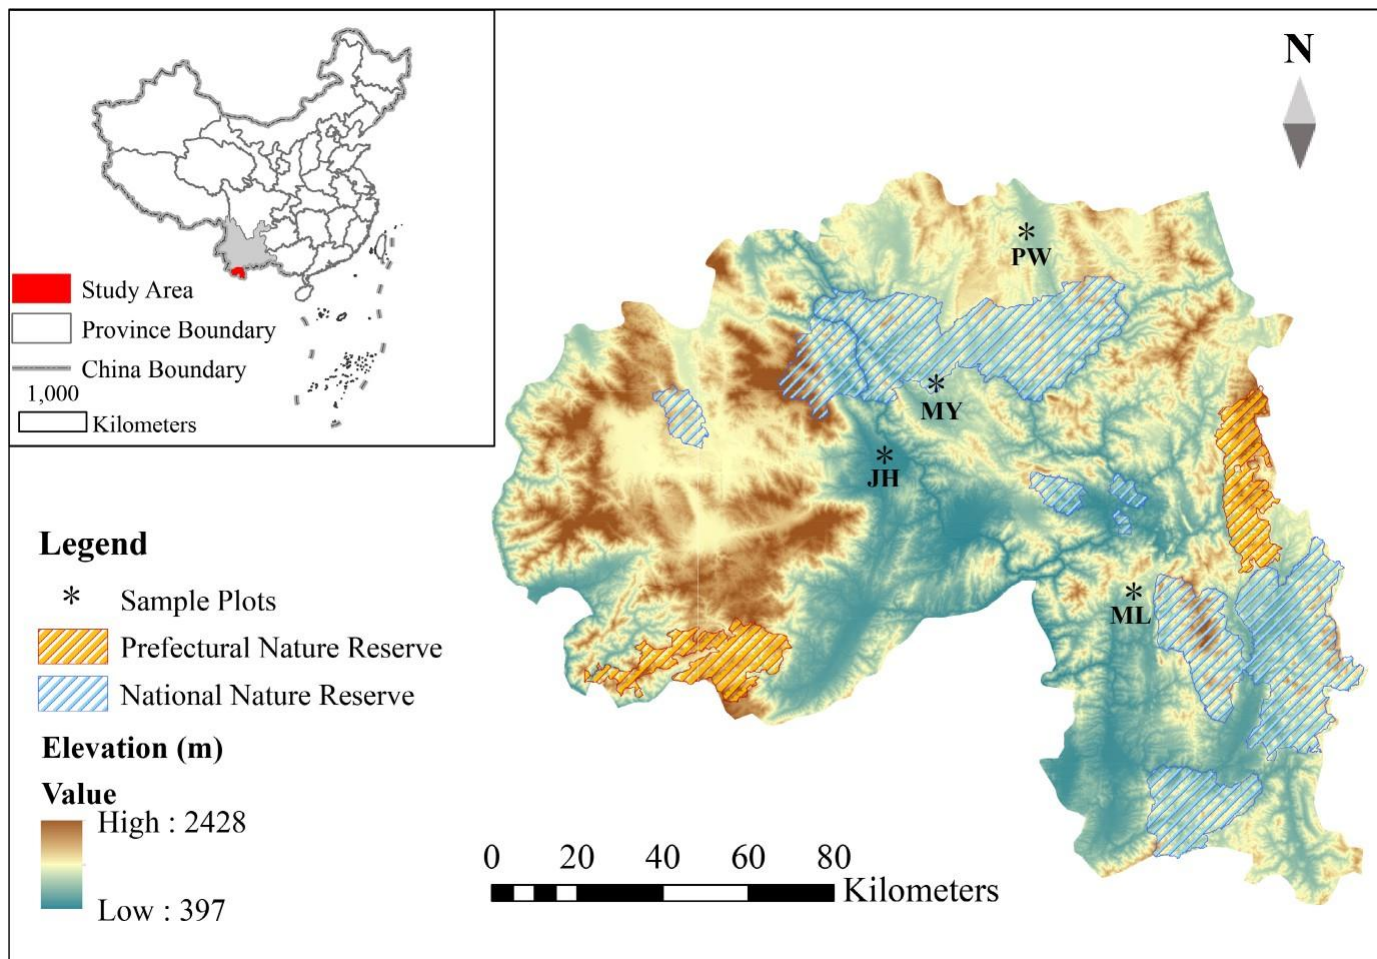 N
Study Area
Province Boundary
China Boundary
1,000
Kilometers
PW
MY
JH
ML
Legend
Sample Plots
Prefectural Nature Reserve
National Nature Reserve
Elevation (m)
Value
High : 2428
Low : 397
0 20 40 60 80
Kilometers